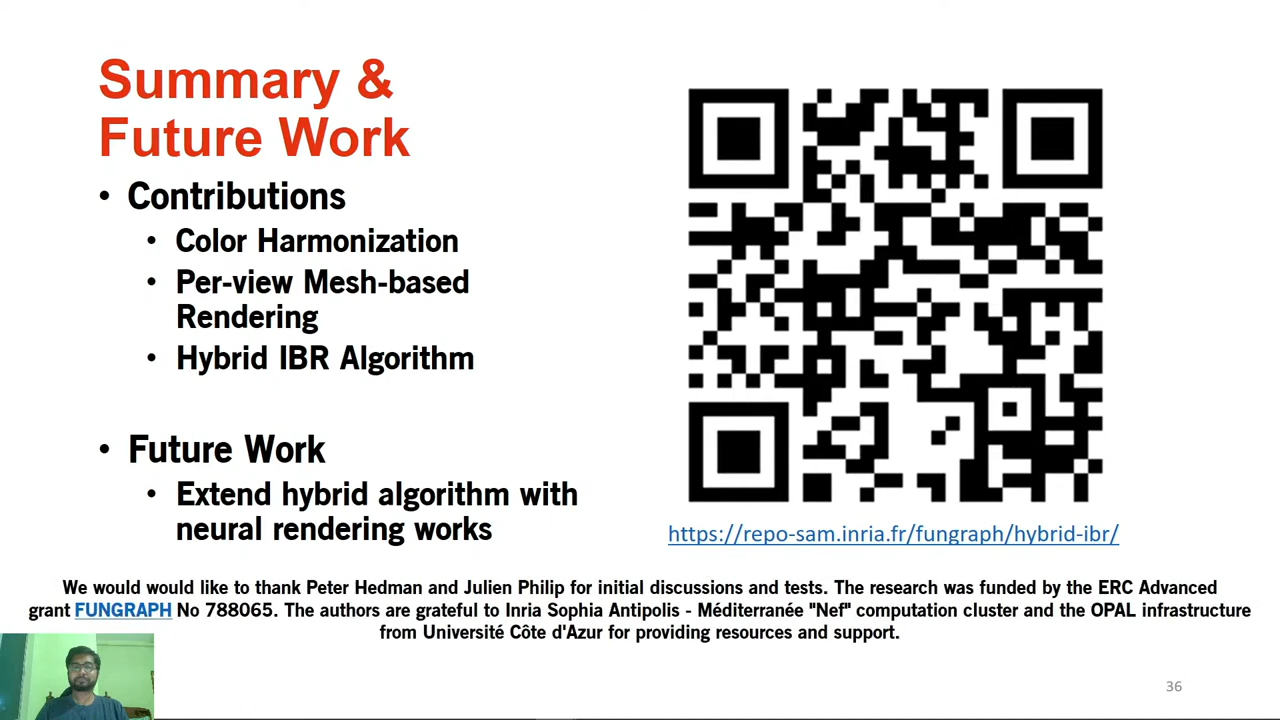 Summary &
Future Work
• Contributions
• Color Harmonization
• Per-view Mesh-based
Rendering
• Hybrid IBR Algorithm
• Future Work
• Extend hybrid algorithm with
neural rendering works
https://repo-sam.inria.fr/fungraph/hybrid-ibr/
We would would like to thank Peter Hedman and Julien Philip for initial discussions and tests. The research was funded by the ERC Advanced
grant FUNGRAPH No 788065. The authors are grateful to Inria Sophia Antipolis - Méditerranée "Nef" computation cluster and the OPAL infrastructure
from Université Côte d'Azur for providing resources and support.
36